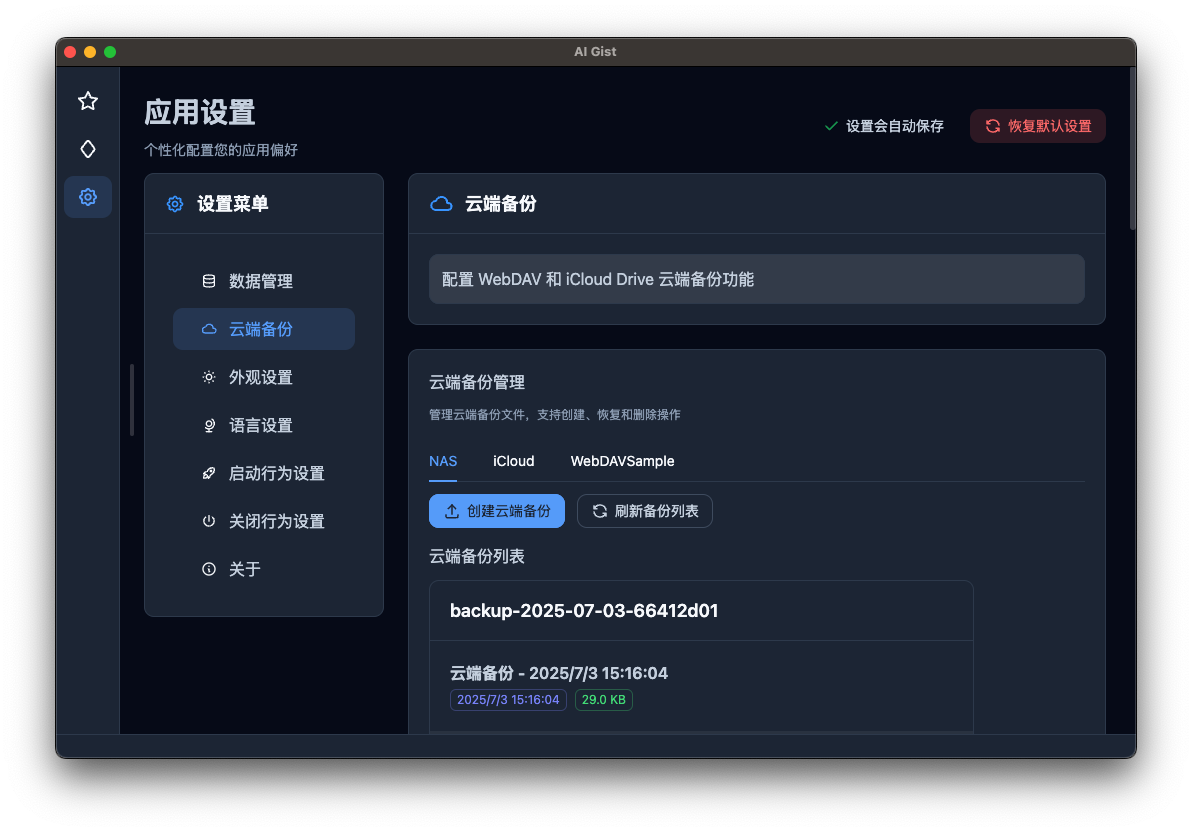 AI Gist
应用设置
个性化配置您的应用偏好
设置会自动保存
恢复默认设置
设置菜单
数据管理
云端备份
外观设置
语言设置
启动行为设置
关闭行为设置
关于
云端备份
配置 WebDAV 和 iCloud Drive 云端备份功能
云端备份管理
管理云端备份文件，支持创建、恢复和删除操作
NAS
iCloud
WebDAVSample
创建云端备份
刷新备份列表
云端备份列表
backup-2025-07-03-66412d01
云端备份 - 2025/7/3 15:16:04
2025/7/3 15:16:04
29.0 KB